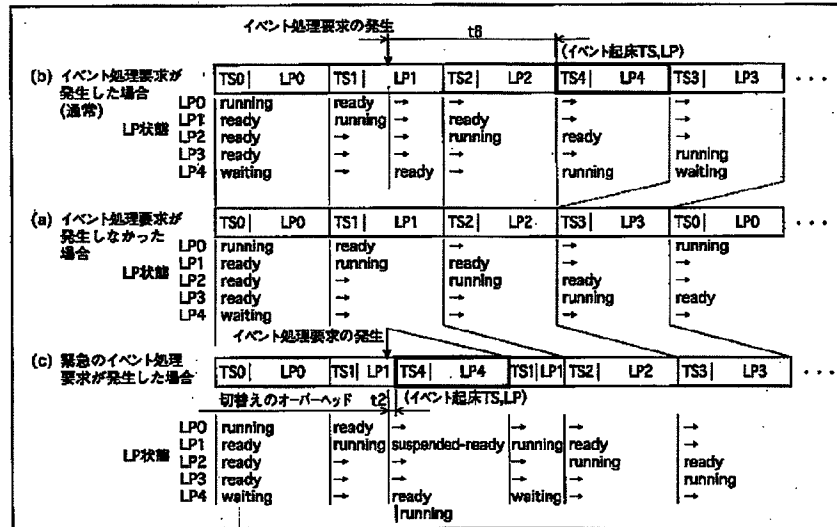 イベント処理要求の発生
t6
(イベント起床TS,LP)
(b) イベント処理要求が
発生した場合
(通常)
TS0 LP0 TS1 LP1 TS2 LP2 TS4 LP4 TS3 LP3 ・・・
LP0 running ready → → → →
LP1 ready running → ready → →
LP状態
LP2 ready → → running ready →
LP3 ready → → → → running
LP4 waiting → ready → running waiting
(a) イベント処理要求が
発生しなかった
場合
TS0 LP0 TS1 LP1 TS2 LP2 TS3 LP3 TS0 LP0 ・・・
LP0 running ready → → running
LP1 ready running ready → →
LP状態
LP2 ready → running ready →
LP3 ready → → running ready
LP4 waiting → → → →
イベント処理要求の発生
(c) 緊急のイベント処理
要求が発生した場合
TS0 LP0 TS1 LP1 TS4 LP4 TS1 LP1 TS2 LP2 TS3 LP3 ・・・
切替えのオーバーヘッド t2
(イベント起床TS,LP)
LP0 running ready → → → →
LP1 ready running suspended-ready running ready →
LP状態
LP2 ready → → → running ready
LP3 ready → → → → running
LP4 waiting → ready waiting → →
running